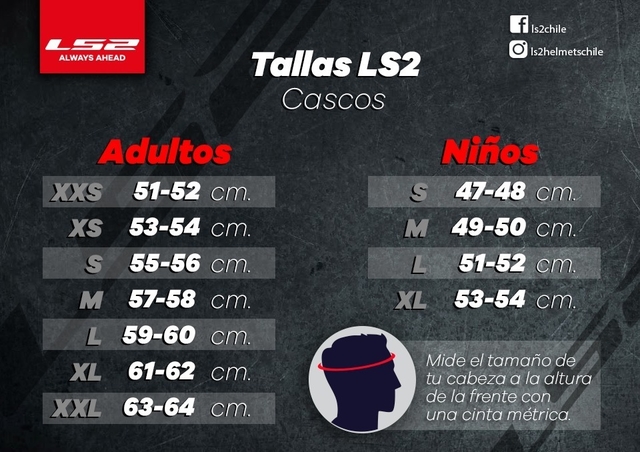 LS2
ALWAYS AHEAD
ls2chile
ls2helmetschile
Tallas LS2
Cascos
Adultos
XXS 51-52 cm.
XS 53-54 cm.
S 55-56 cm.
M 57-58 cm.
L 59-60 cm.
XL 61-62 cm.
XXL 63-64 cm.
Niños
S 47-48 cm.
M 49-50 cm.
L 51-52 cm.
XL 53-54 cm.
Mide el tamaño de
tu cabeza a la altura
de la frente con
una cinta métrica.